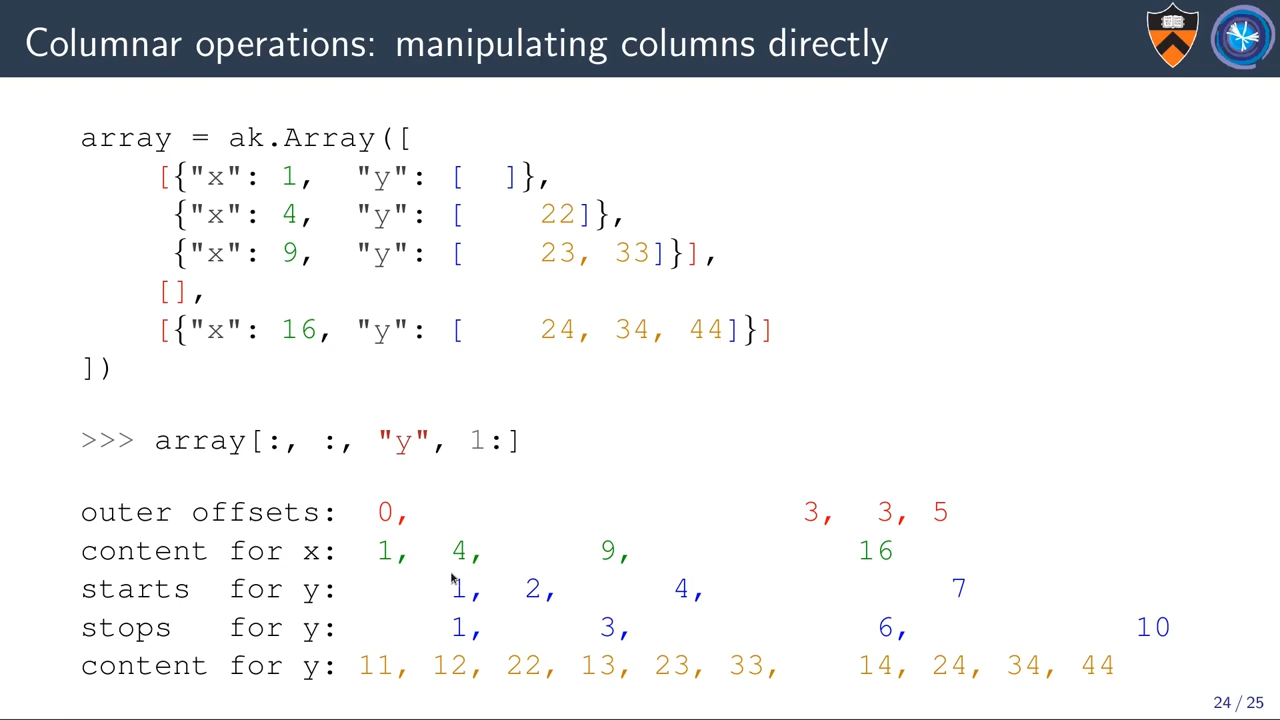 Columnar operations: manipulating columns directly
array = ak.Array([
[{"x": 1, "y": [ ]},
{"x": 4, "y": [ 22]},
{"x": 9, "y": [ 23, 33]}],
[],
[{"x": 16, "y": [ 24, 34, 44]}]
])
>>> array[:, :, "y", 1:]
outer offsets: 0, 3, 3, 5
content for x: 1, 4, 9, 16
starts for y: 1, 2, 4, 7
stops for y: 1, 3, 6, 10
content for y: 11, 12, 22, 13, 23, 33, 14, 24, 34, 44
24 / 25